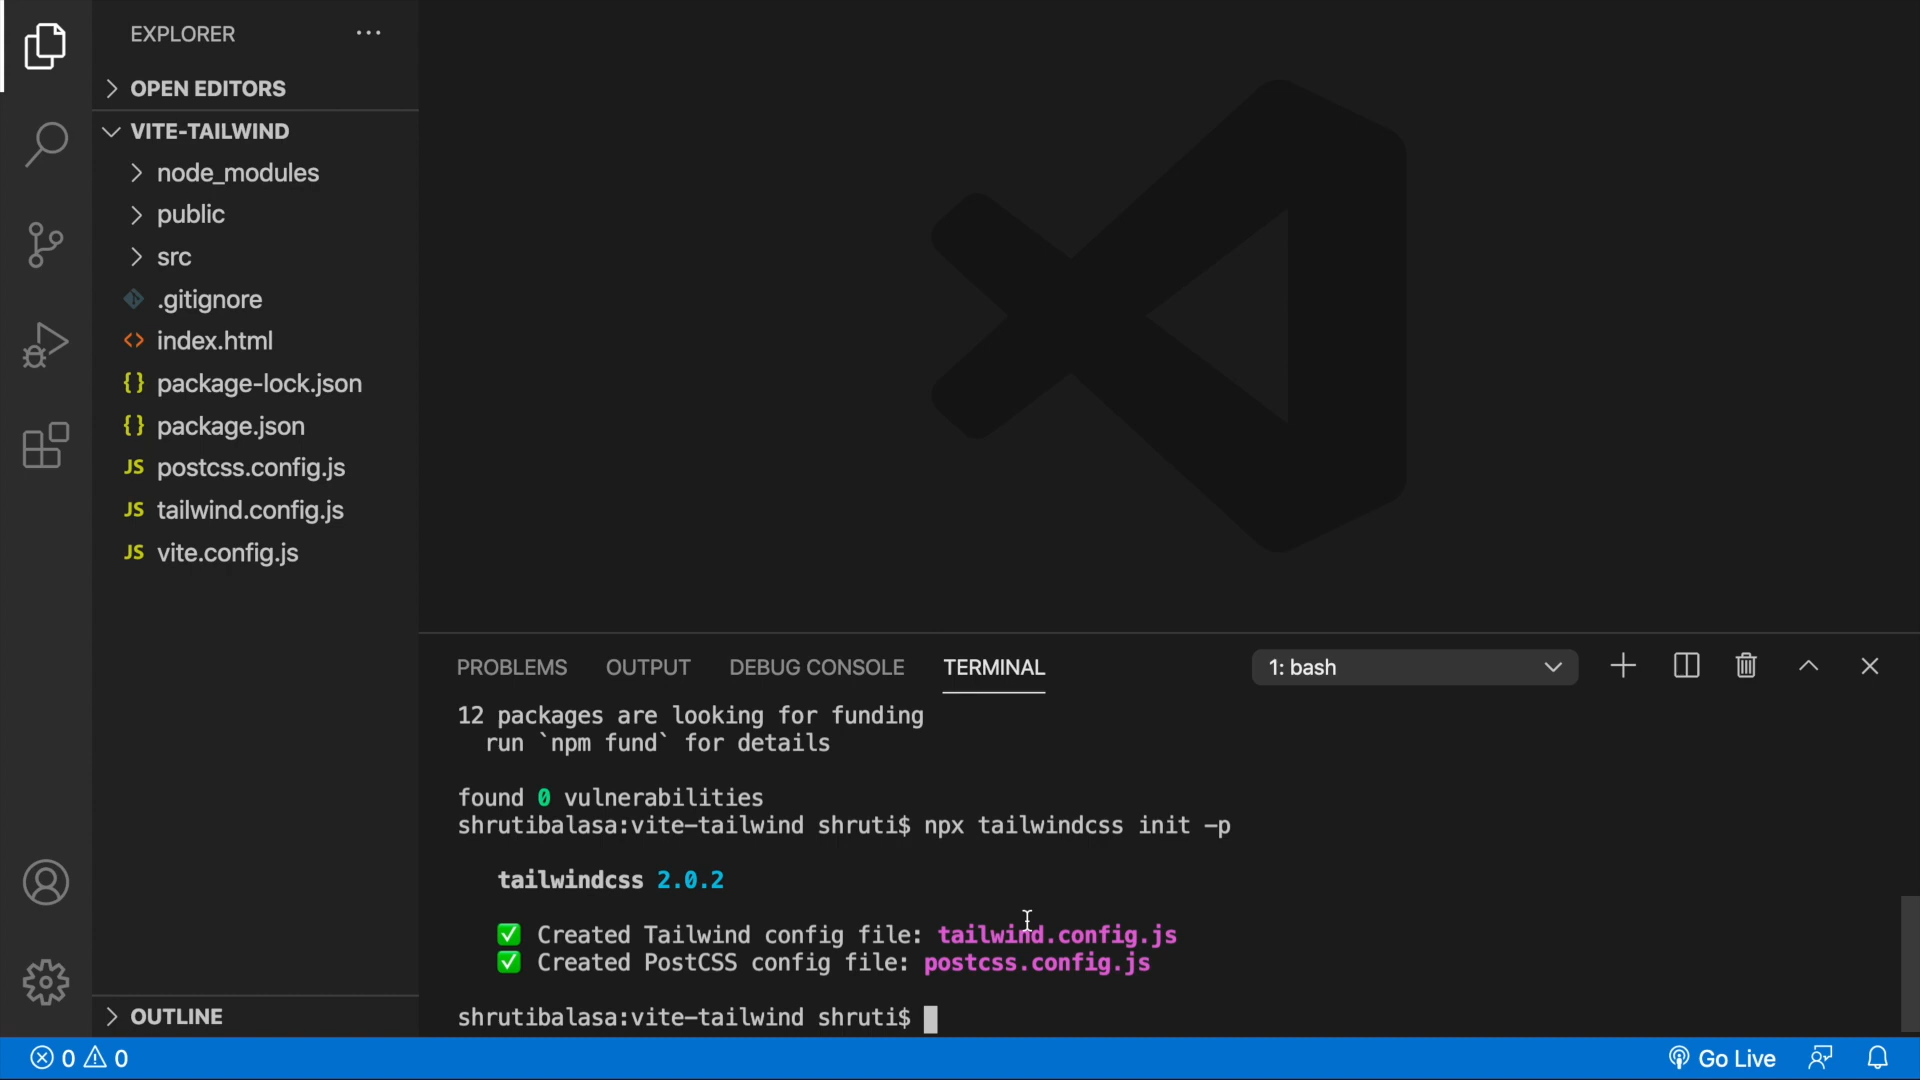 EXPLORER
OPEN EDITORS
VITE-TAILWIND
node_modules
public
src
.gitignore
index.html
{} package-lock.json
{} package.json
JS postcss.config.js
JS tailwind.config.js
JS vite.config.js
OUTLINE
PROBLEMS OUTPUT DEBUG CONSOLE TERMINAL 1: bash
12 packages are looking for funding
run `npm fund` for details
found 0 vulnerabilities
shrutibalasa:vite-tailwind shruti$ npx tailwindcss init -p
tailwindcss 2.0.2
✅ Created Tailwind config file: tailwind.config.js
✅ Created PostCSS config file: postcss.config.js
shrutibalasa:vite-tailwind shruti$
0 0 Go Live